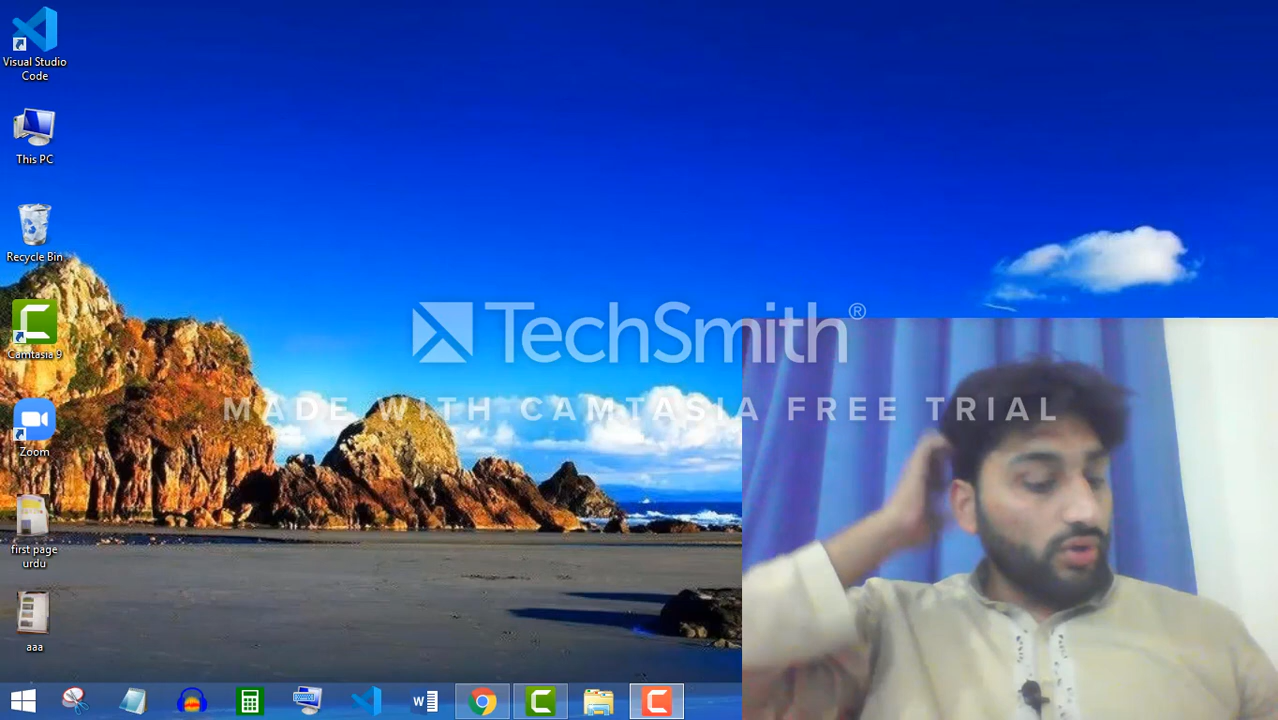 Visual Studio
Code
This PC
Recycle Bin
Camtasia 9
Zoom
first page
urdu
aaa
TechSmith®
MADE WITH CAMTASIA FREE TRIAL